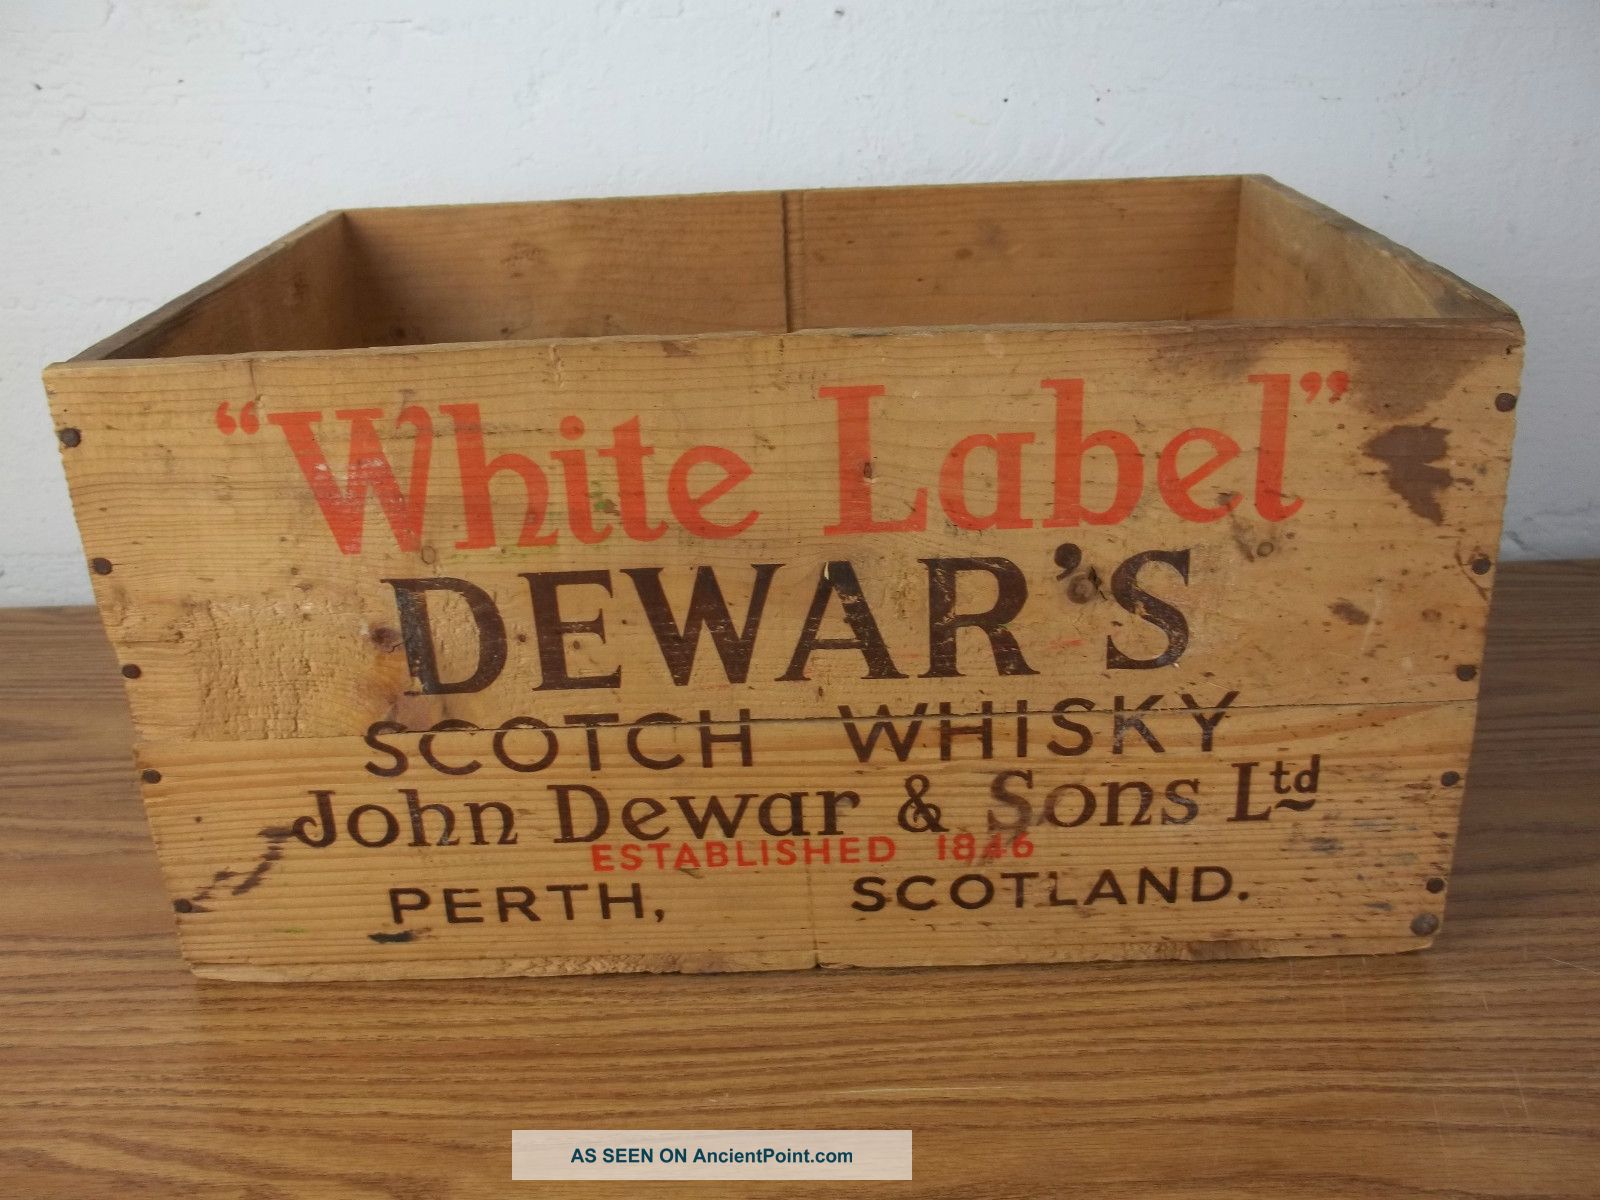 “White Label”
DEWAR’S
SCOTCH WHISKY
John Dewar & Sons Ltd
ESTABLISHED 1846
PERTH, SCOTLAND.
AS SEEN ON AncientPoint.com